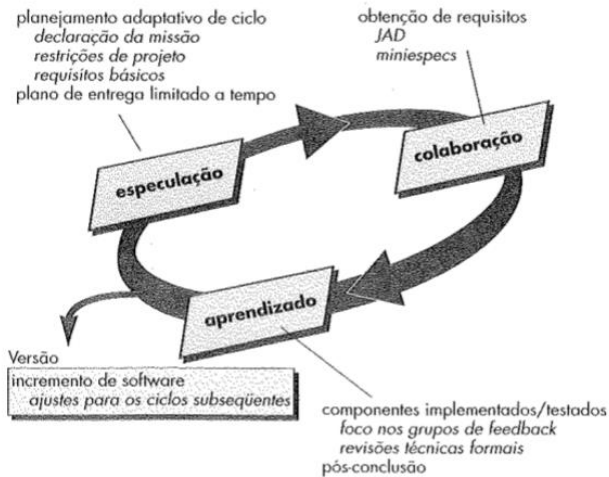 planejamento adaptativo de ciclo
declaração da missão
restrições de projeto
requisitos básicos
plano de entrega limitado a tempo
obtenção de requisitos
JAD
miniespecs
especulação
colaboração
aprendizado
Versão
incremento de software
ajustes para os ciclos subseqüentes
componentes implementados/testados
foco nos grupos de feedback
revisões técnicas formais
pós-conclusão